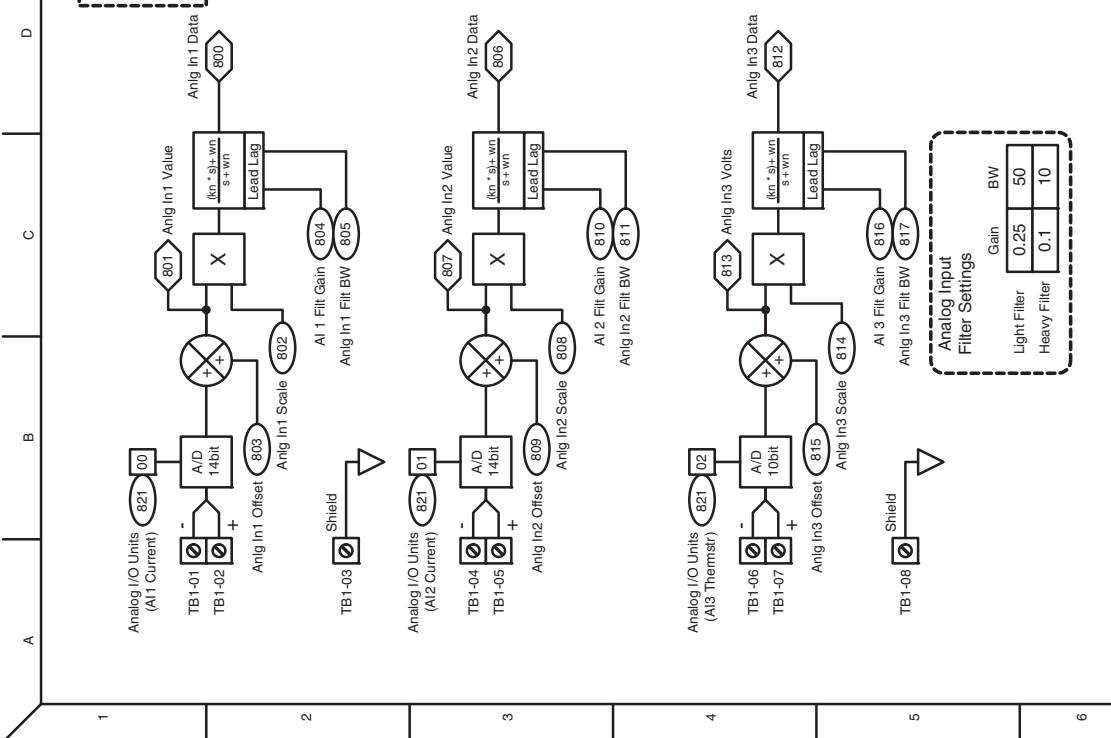 A
B
C
D
1
2
3
4
5
6
Analog I/O Units
(AI1 Current)
821
00
TB1-01
TB1-02
-
+
A/D
14bit
Anlg In1 Offset
803
+
+
Anlg In1 Scale
802
801
Anlg In1 Value
X
(kn * s)+ wn
s + wn
Lead Lag
AI 1 Filt Gain
804
Anlg In1 Filt BW
805
Anlg In1 Data
800
TB1-03
Shield
Analog I/O Units
(AI2 Current)
821
01
TB1-04
TB1-05
-
+
A/D
14bit
Anlg In2 Offset
809
+
+
Anlg In2 Scale
808
807
Anlg In2 Value
X
(kn * s)+ wn
s + wn
Lead Lag
AI 2 Filt Gain
810
Anlg In2 Filt BW
811
Anlg In2 Data
806
Analog I/O Units
(AI3 Thermstr)
821
02
TB1-06
TB1-07
-
+
A/D
10bit
Anlg In3 Offset
815
+
+
Anlg In3 Scale
814
813
Anlg In3 Volts
X
(kn * s)+ wn
s + wn
Lead Lag
AI 3 Filt Gain
816
Anlg In3 Filt BW
817
Anlg In3 Data
812
TB1-08
Shield
Analog Input
Filter Settings
Gain BW
Light Filter 0.25 50
Heavy Filter 0.1 10